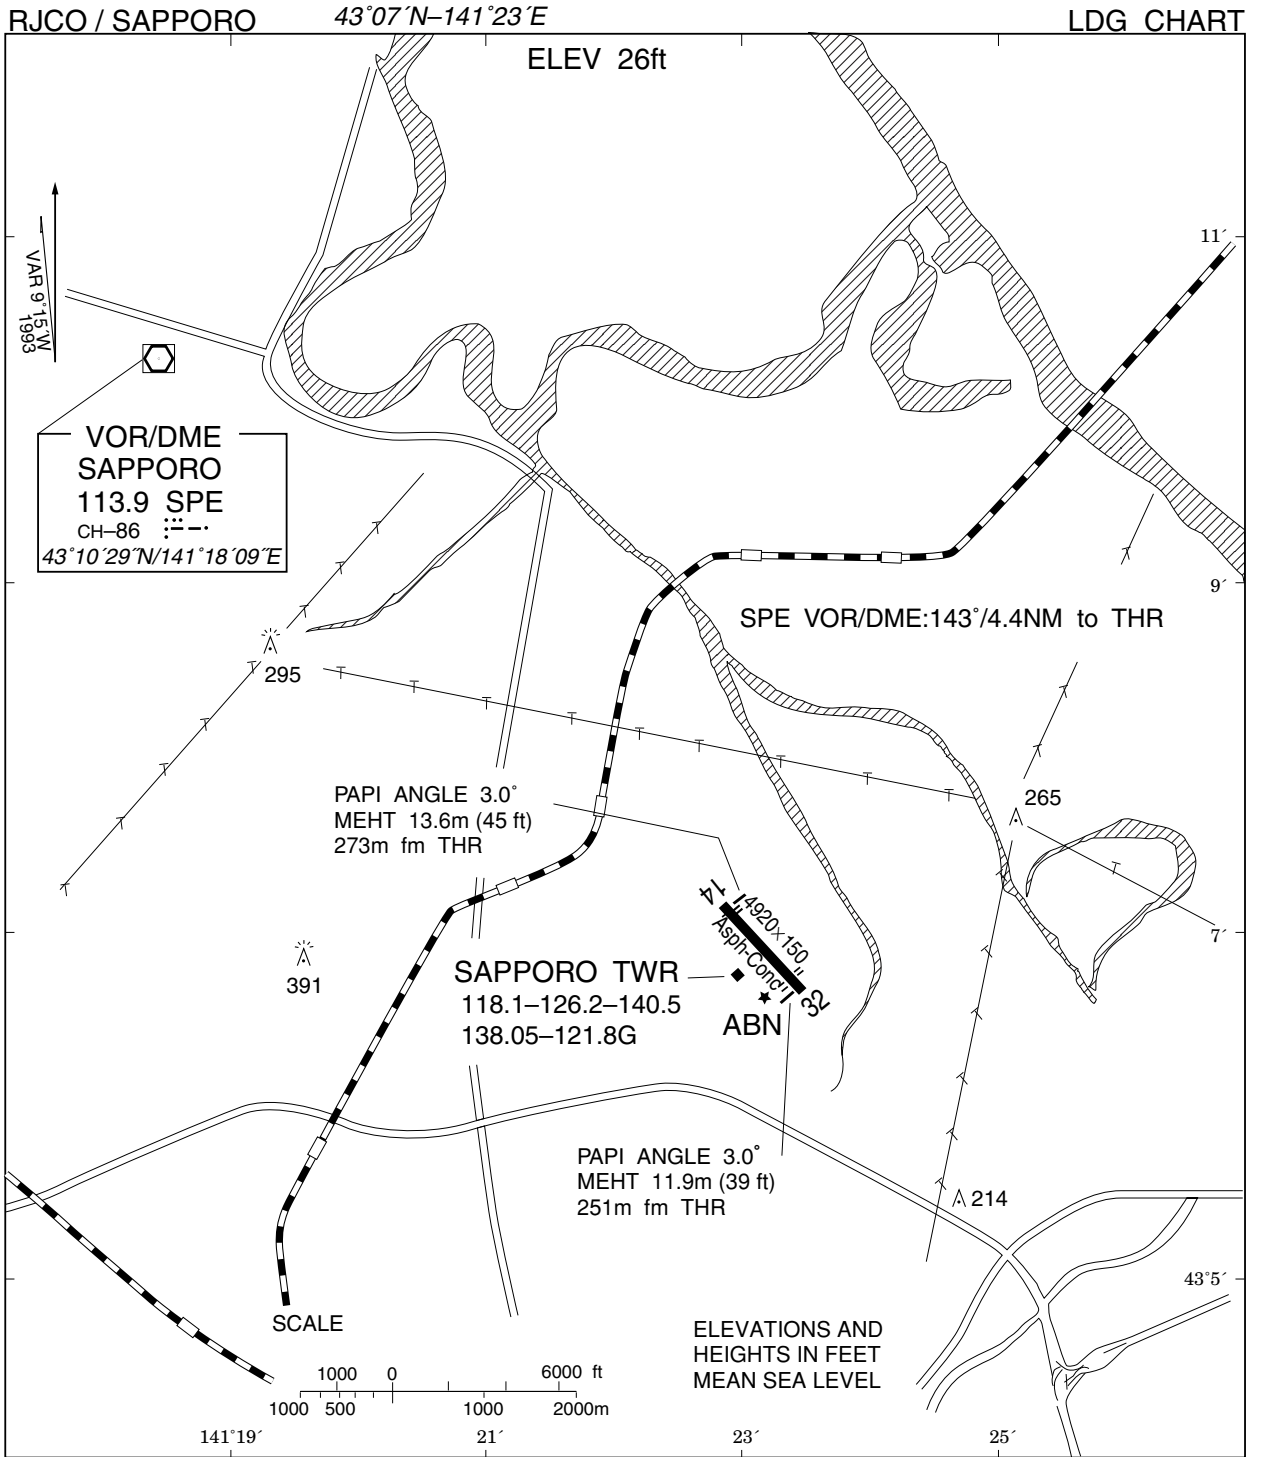 RJCO / SAPPORO 43°07´N–141°23´E LDG CHART
ELEV 26ft
11´
VAR 9°15´W
1993
VOR/DME
SAPPORO
113.9 SPE
CH–86
43°10´29˝N/141°18´09˝E
9´
SPE VOR/DME:143°/4.4NM to THR
295
PAPI ANGLE 3.0°
MEHT 13.6m (45 ft)
273m fm THR
265
14
4920×150
Asph-Conc
32
7´
391
SAPPORO TWR
118.1–126.2–140.5
138.05–121.8G
ABN
PAPI ANGLE 3.0°
MEHT 11.9m (39 ft)
251m fm THR
214
43°5´
SCALE
ELEVATIONS AND
HEIGHTS IN FEET
MEAN SEA LEVEL
1000 0 6000 ft
1000 500 1000 2000m
141°19´ 21´ 23´ 25´